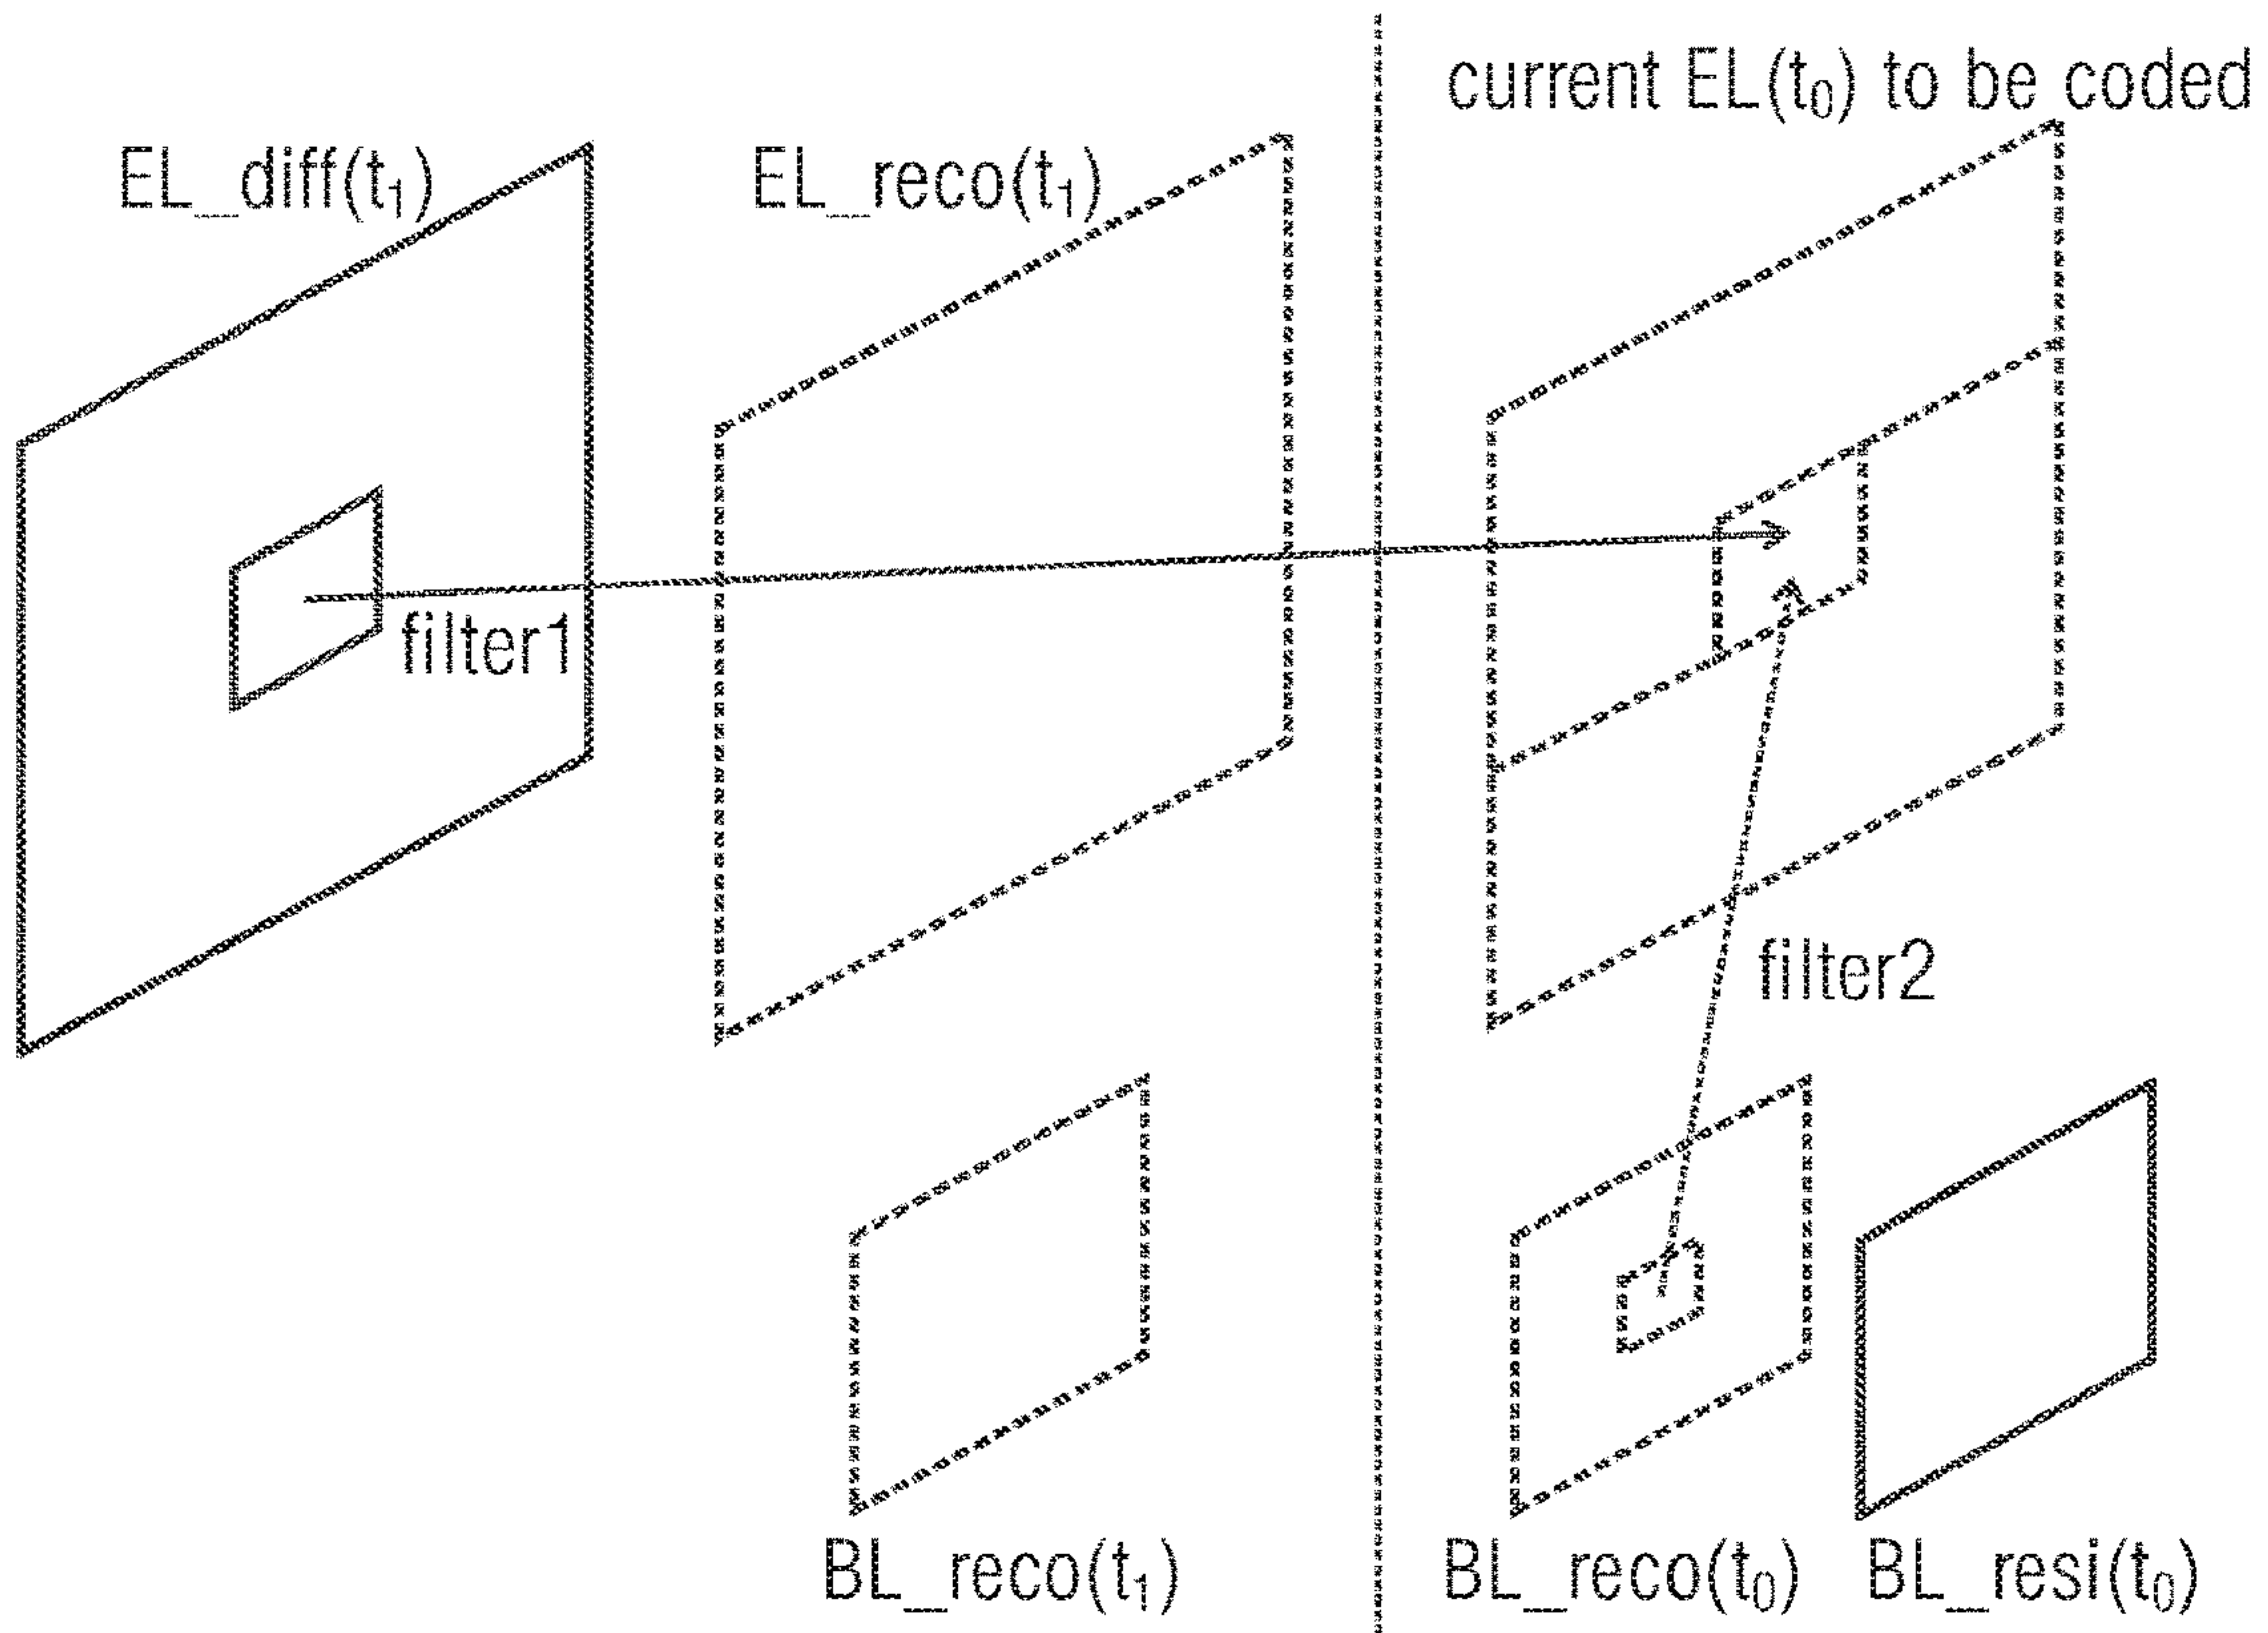 current EL(t₀) to be coded
EL_diff(t₁)
EL_reco(t₁)
filter1
filter2
BL_reco(t₁)
BL_reco(t₀)
BL_resi(t₀)